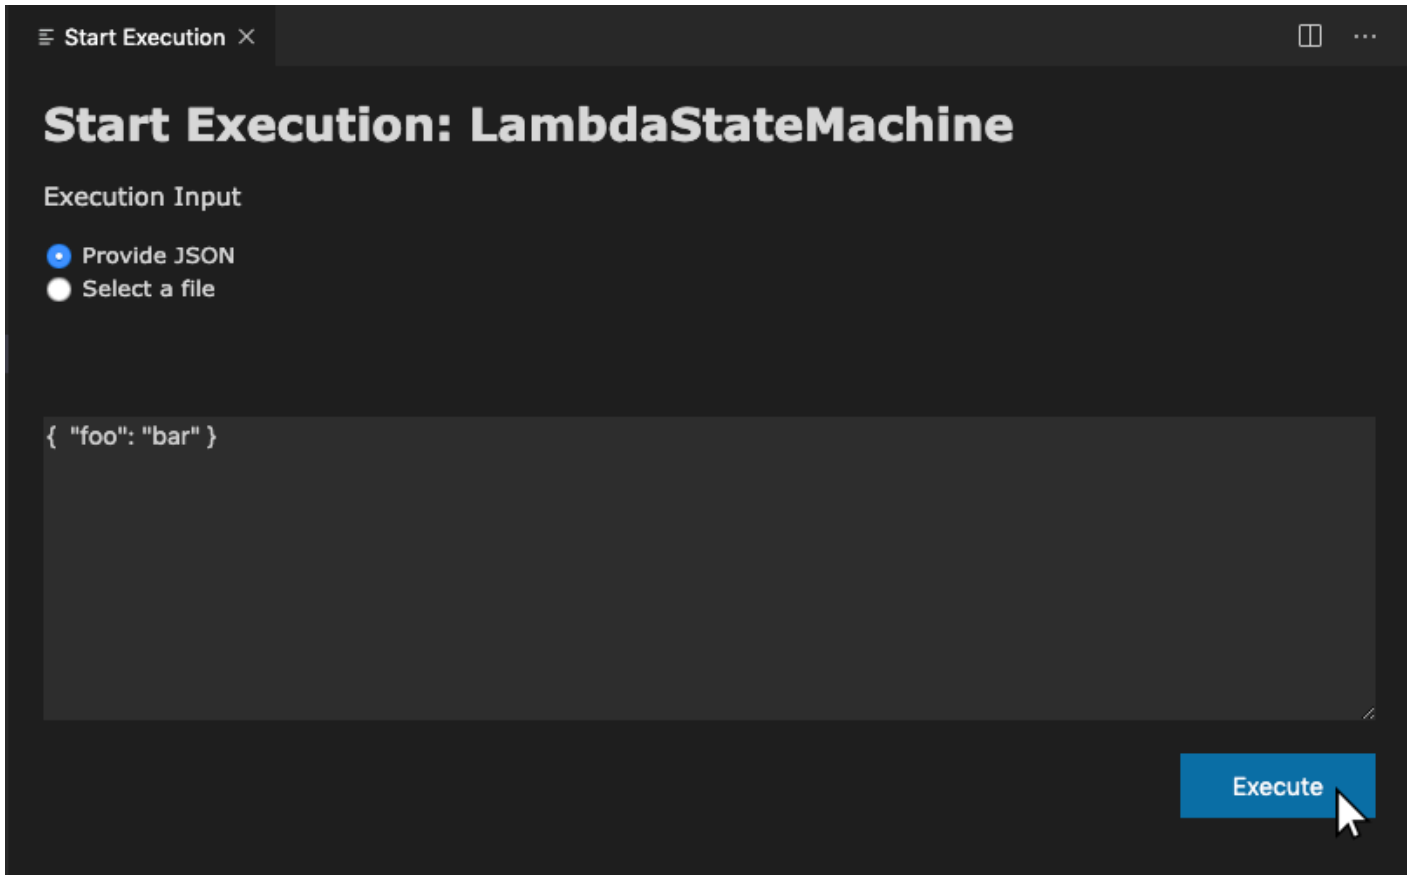 Start Execution
Start Execution: LambdaStateMachine
Execution Input
Provide JSON
Select a file
{  "foo": "bar" }
Execute